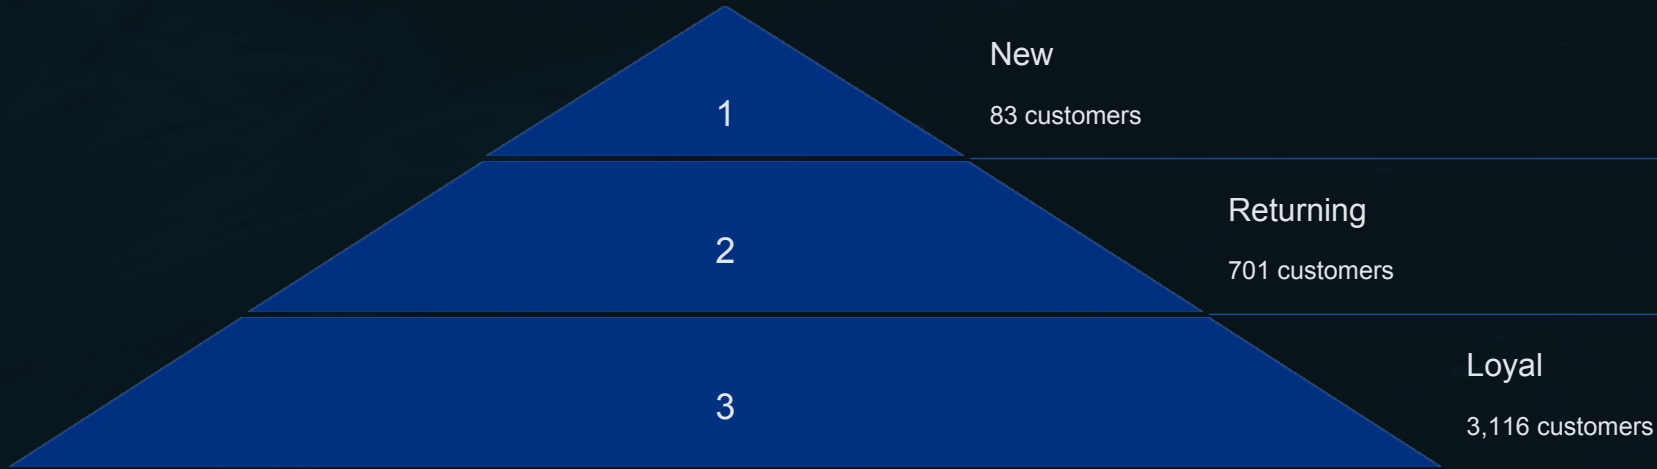 1
New
83 customers
2
Returning
701 customers
3
Loyal
3,116 customers